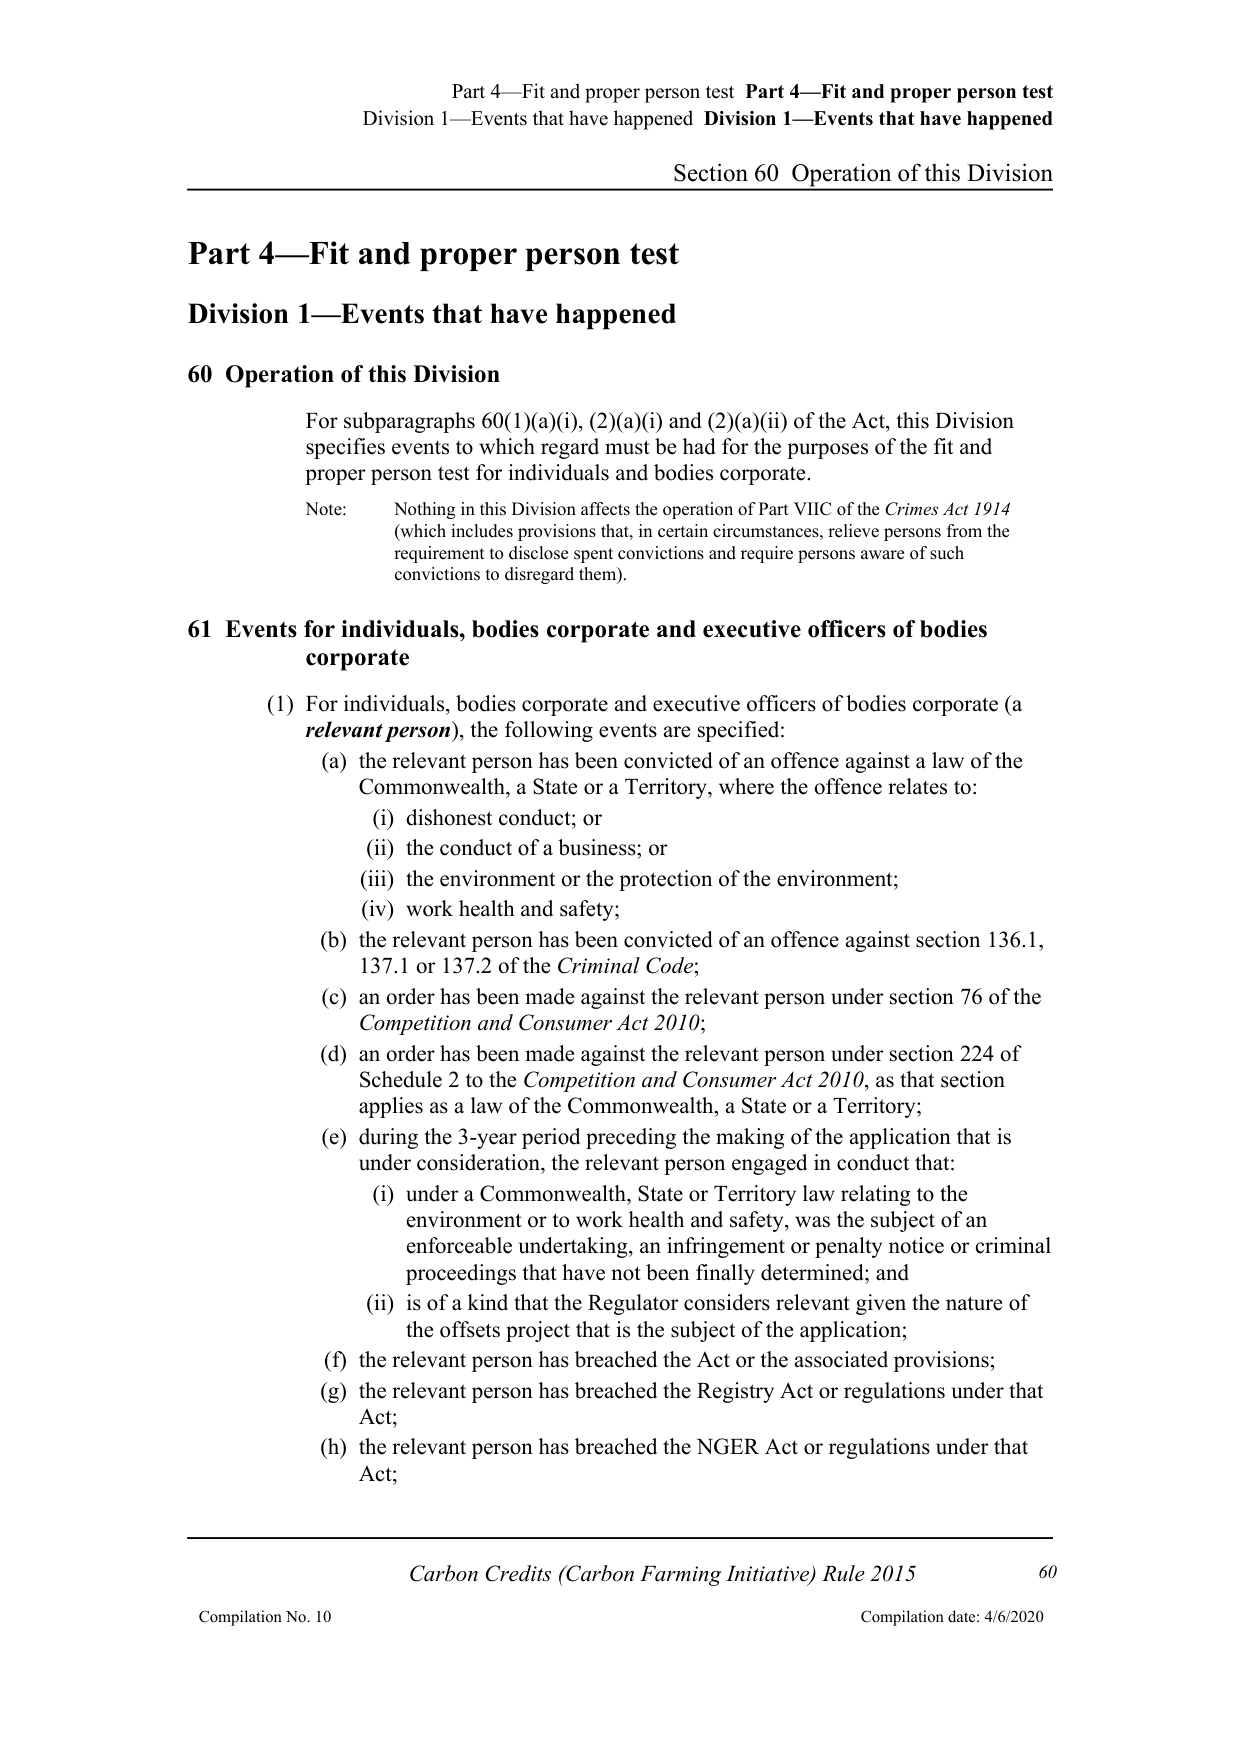 Part 4—Fit and proper person test  Part 4—Fit and proper person test
Division 1—Events that have happened  Division 1—Events that have happened
Section 60  Operation of this Division
Part 4—Fit and proper person test
Division 1—Events that have happened
60  Operation of this Division
For subparagraphs 60(1)(a)(i), (2)(a)(i) and (2)(a)(ii) of the Act, this Division
specifies events to which regard must be had for the purposes of the fit and
proper person test for individuals and bodies corporate.
Note: Nothing in this Division affects the operation of Part VIIC of the Crimes Act 1914
(which includes provisions that, in certain circumstances, relieve persons from the
requirement to disclose spent convictions and require persons aware of such
convictions to disregard them).
61  Events for individuals, bodies corporate and executive officers of bodies
corporate
(1) For individuals, bodies corporate and executive officers of bodies corporate (a
relevant person), the following events are specified:
(a) the relevant person has been convicted of an offence against a law of the
Commonwealth, a State or a Territory, where the offence relates to:
(i) dishonest conduct; or
(ii) the conduct of a business; or
(iii) the environment or the protection of the environment;
(iv) work health and safety;
(b) the relevant person has been convicted of an offence against section 136.1,
137.1 or 137.2 of the Criminal Code;
(c) an order has been made against the relevant person under section 76 of the
Competition and Consumer Act 2010;
(d) an order has been made against the relevant person under section 224 of
Schedule 2 to the Competition and Consumer Act 2010, as that section
applies as a law of the Commonwealth, a State or a Territory;
(e) during the 3-year period preceding the making of the application that is
under consideration, the relevant person engaged in conduct that:
(i) under a Commonwealth, State or Territory law relating to the
environment or to work health and safety, was the subject of an
enforceable undertaking, an infringement or penalty notice or criminal
proceedings that have not been finally determined; and
(ii) is of a kind that the Regulator considers relevant given the nature of
the offsets project that is the subject of the application;
(f) the relevant person has breached the Act or the associated provisions;
(g) the relevant person has breached the Registry Act or regulations under that
Act;
(h) the relevant person has breached the NGER Act or regulations under that
Act;
Carbon Credits (Carbon Farming Initiative) Rule 2015 60
Compilation No. 10 Compilation date: 4/6/2020